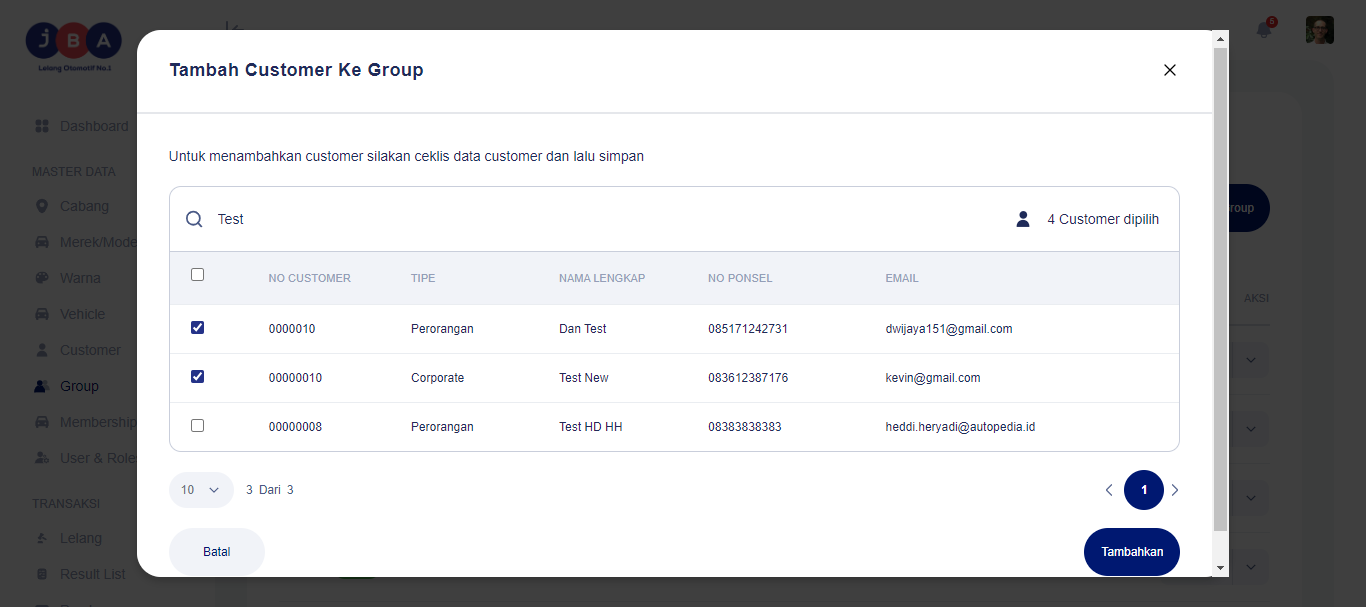 JBA
Lelang Otomotif No.1
6
Dashboard
MASTER DATA
Cabang
Merek/Mode
Warna
Vehicle
Customer
Group
Membership
User & Role
TRANSAKSI
Lelang
Result List
Tambah Customer Ke Group
Untuk menambahkan customer silakan ceklis data customer dan lalu simpan
Test 4 Customer dipilih
NO CUSTOMER TIPE NAMA LENGKAP NO PONSEL EMAIL
0000010 Perorangan Dan Test 085171242731 dwijaya151@gmail.com
00000010 Corporate Test New 083612387176 kevin@gmail.com
00000008 Perorangan Test HD HH 08383838383 heddi.heryadi@autopedia.id
10 3 Dari 3 1
Batal Tambahkan
roup
AKSI